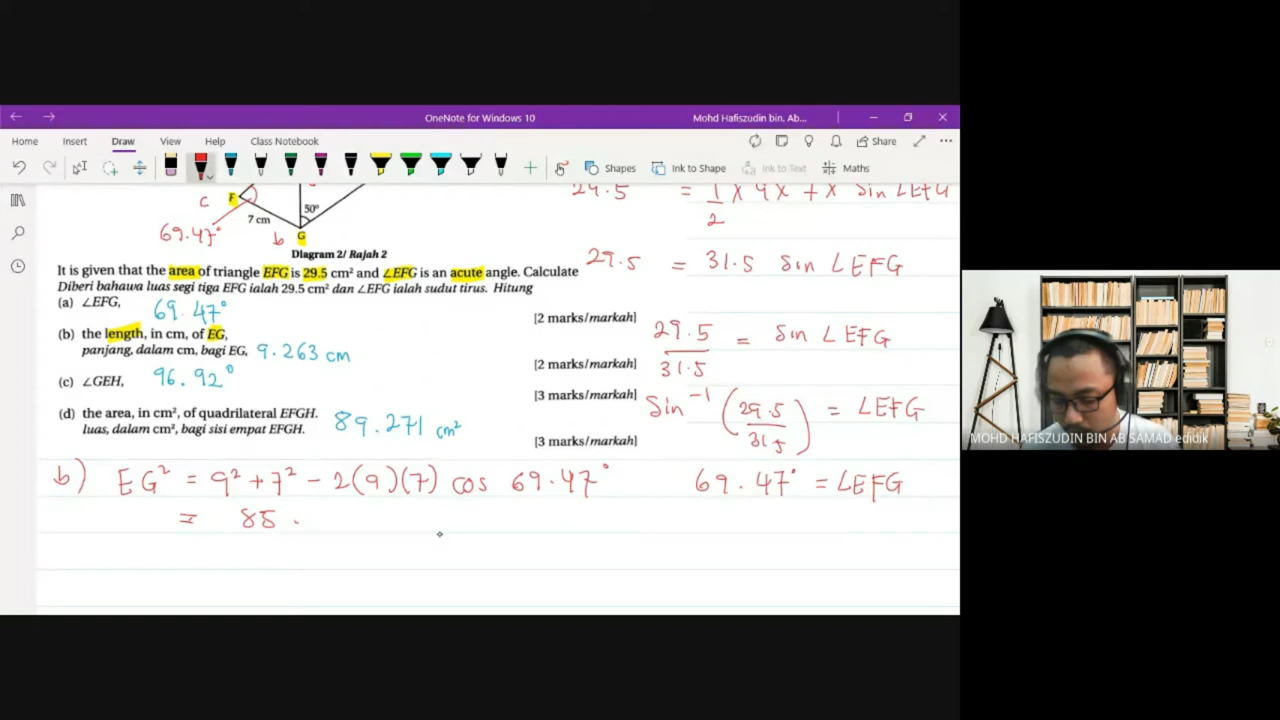 OneNote for Windows 10
Mohd Hafiszudin bin. Ab...
Home Insert Draw View Help Class Notebook
Share
Shapes Ink to Shape Ink to Text Maths
F
c
7 cm
50°
69.47°
b
G
Diagram 2/ Rajah 2
It is given that the area of triangle EFG is 29.5 cm² and ∠EFG is an acute angle. Calculate
Diberi bahawa luas segi tiga EFG ialah 29.5 cm² dan ∠EFG ialah sudut tirus. Hitung
(a) ∠EFG, 69.47°
[2 marks/markah]
(b) the length, in cm, of EG,
panjang, dalam cm, bagi EG, 9.263 cm
[2 marks/markah]
(c) ∠GEH, 96.92°
[3 marks/markah]
(d) the area, in cm², of quadrilateral EFGH.
luas, dalam cm², bagi sisi empat EFGH. 89.271 cm²
[3 marks/markah]
b) EG² = 9² + 7² - 2(9)(7) cos 69.47°
= 85.
29.5 = 1/2 x 9 x 7 x sin ∠EFG
29.5 = 31.5 sin ∠EFG
29.5/31.5 = sin ∠EFG
sin⁻¹ (29.5/31.5) = ∠EFG
69.47° = ∠EFG
MOHD HAFISZUDIN BIN AB SAMAD edidik